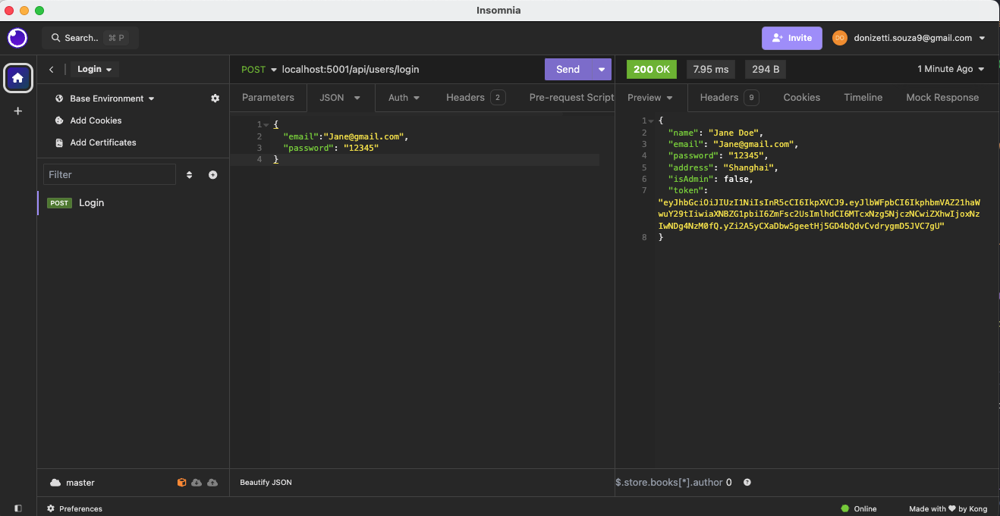 Insomnia
Search.. ⌘ P
Invite
DO
donizetti.souza9@gmail.com
Login
POST localhost:5001/api/users/login
Send
200 OK
7.95 ms
294 B
1 Minute Ago
Base Environment
Add Cookies
Add Certificates
Filter
POST Login
Parameters
JSON
Auth
Headers 2
Pre-request Script
1 {
2 "email":"Jane@gmail.com",
3 "password": "12345"
4 }
Preview
Headers 9
Cookies
Timeline
Mock Response
1 {
2 "name": "Jane Doe",
3 "email": "Jane@gmail.com",
4 "password": "12345",
5 "address": "Shanghai",
6 "isAdmin": false,
7 "token":
"eyJhbGciOiJIUzI1NiIsInR5cCI6IkpXVCJ9.eyJlbWFpbCI6IkphbmVAZ21haW
wuY29tIiwiaXNBZG1pbiI6ZmFsc2UsImlhdCI6MTcxNzg5NjczNCwiZXhwIjoxNz
IwNDg4NzM0fQ.yZi2A5yCXaDbw5geetHj5GD4bQdvCvdrygmD5JVC7gU"
8 }
master
Beautify JSON
$.store.books[*].author 0
Preferences
Online
Made with ❤ by Kong